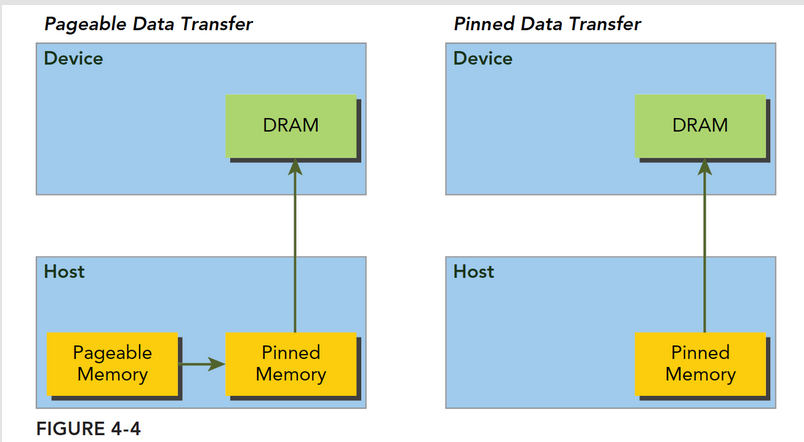 Pageable Data Transfer
Device
DRAM
Host
Pageable
Memory
Pinned
Memory
Pinned Data Transfer
Device
DRAM
Host
Pinned
Memory
FIGURE 4-4